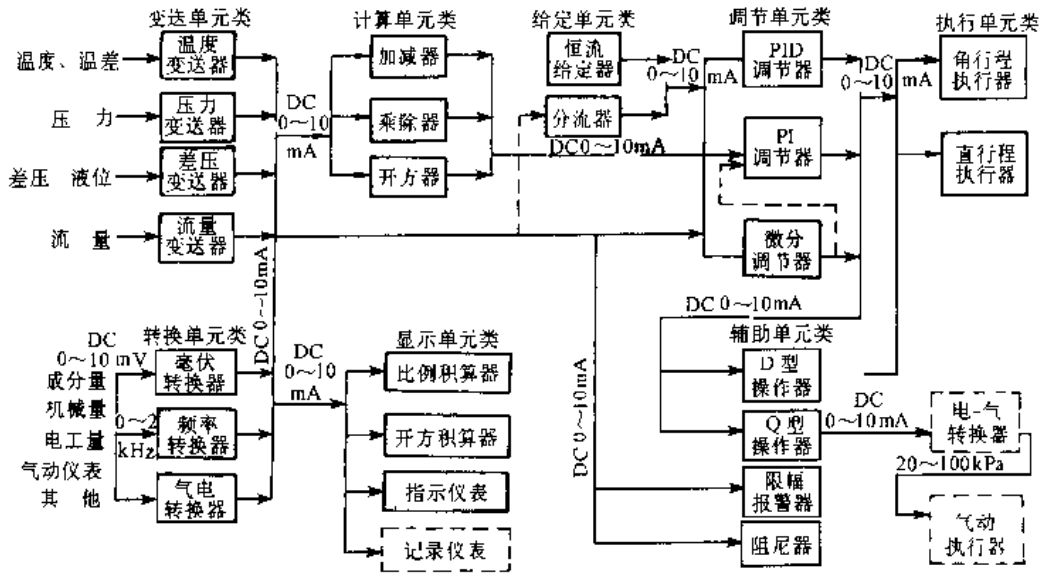 变送单元类
计算单元类
给定单元类
调节单元类
执行单元类
温度、温差
温度
变送器
加减器
恒流
给定器
DC
0～10
mA
PID
调节器
DC
0～10
mA
角行程
执行器
压 力
压力
变送器
DC
0～10
mA
乘除器
分流器
DC0～10mA
PI
调节器
直行程
执行器
差压 液位
差压
变送器
开方器
流 量
流量
变送器
微分
调节器
DC 0～10mA
DC 0～10mA
DC 0～10mA
转换单元类
显示单元类
辅助单元类
DC
0～10 mV
成分量
机械量
电工量
气动仪表
其 他
0～2
kHz
毫伏
转换器
频率
转换器
气电
转换器
DC
0～10
mA
比例积算器
开方积算器
指示仪表
记录仪表
D 型
操作器
Q 型
操作器
DC
0～10mA
电-气
转换器
20～100kPa
限幅
报警器
阻尼器
气动
执行器